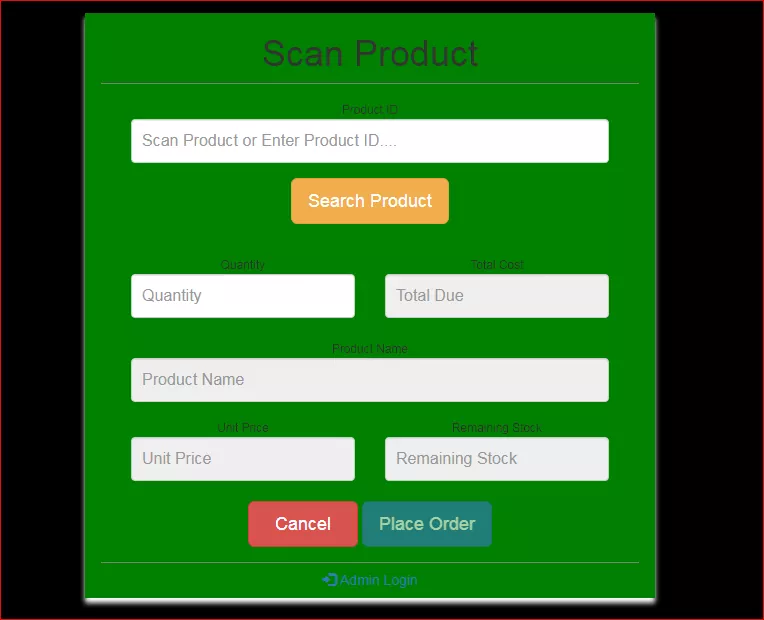 Scan Product
Product ID
Scan Product or Enter Product ID....
Search Product
Quantity Total Cost
Quantity Total Due
Product Name
Product Name
Unit Price Remaining Stock
Unit Price Remaining Stock
Cancel Place Order
Admin Login